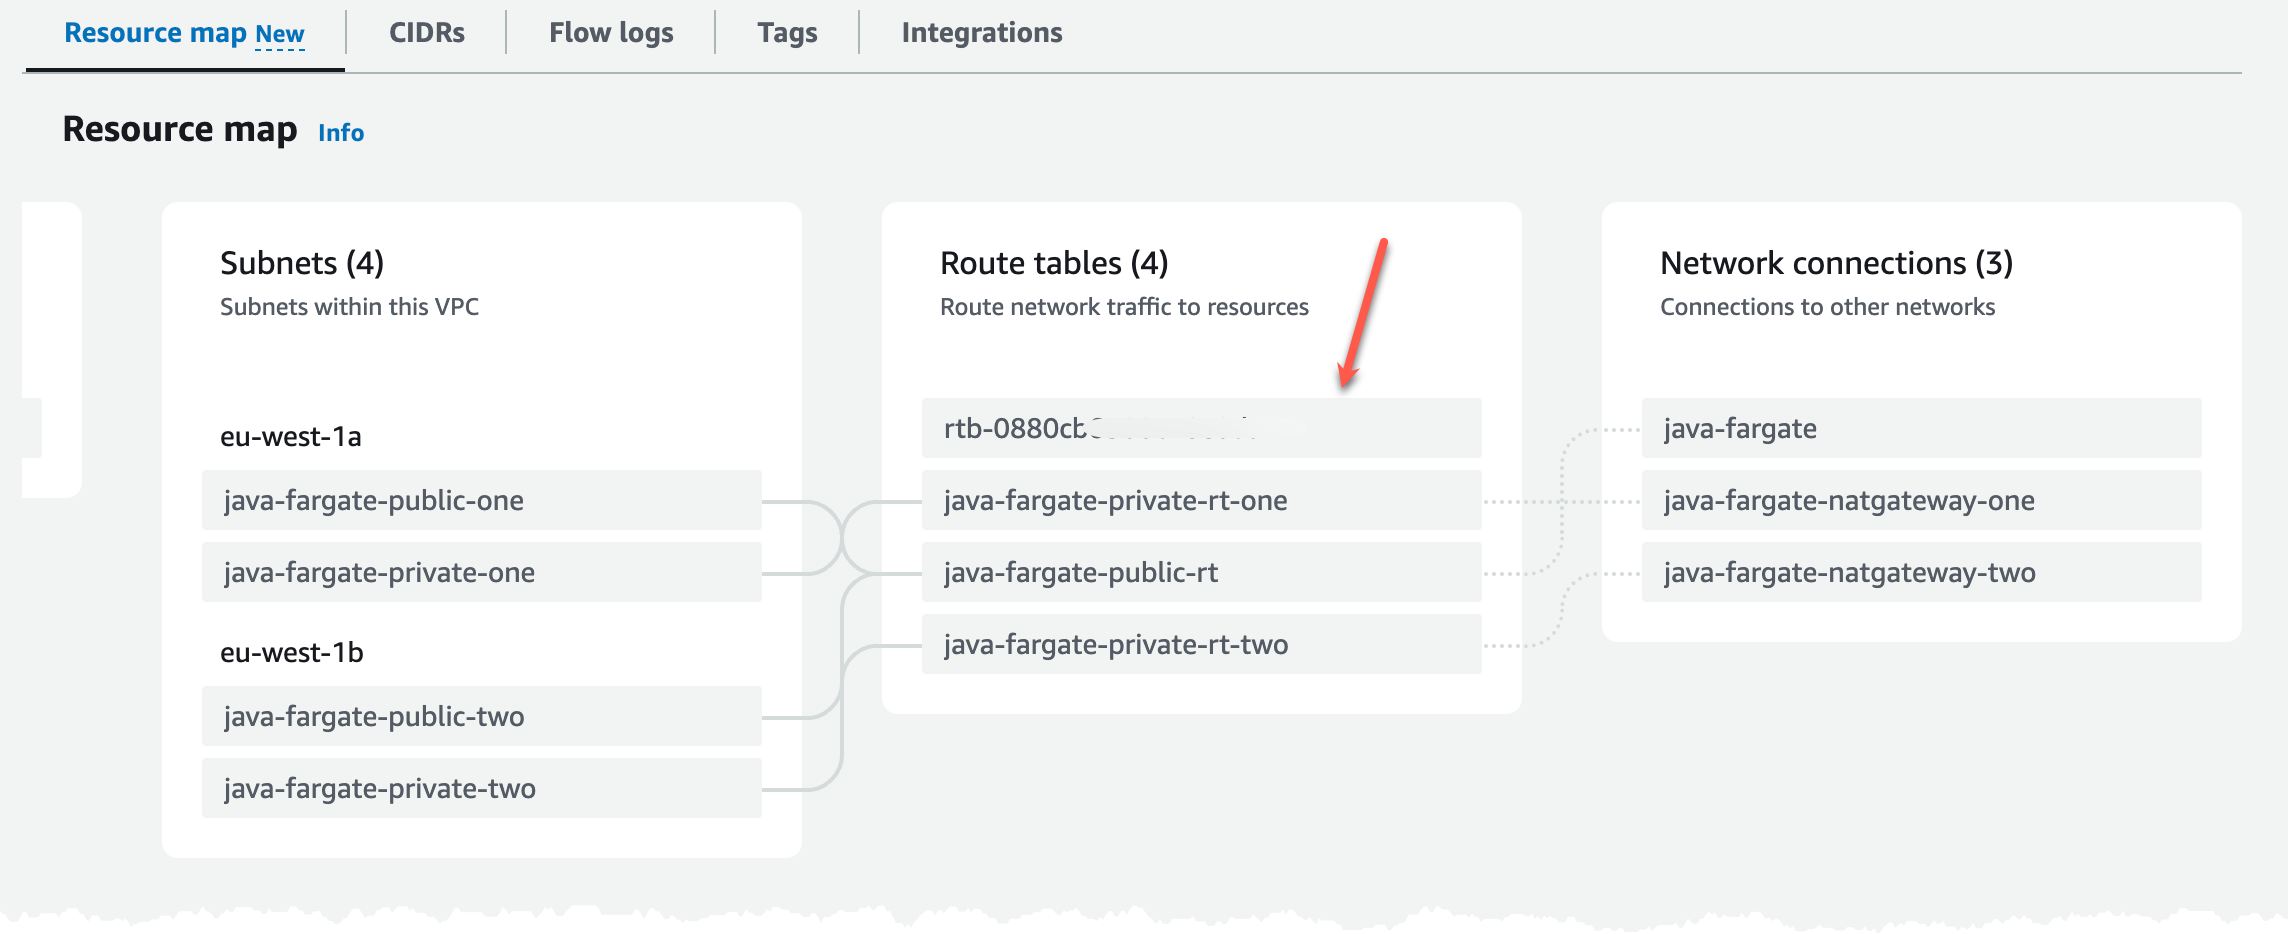 Resource map New
CIDRs
Flow logs
Tags
Integrations
Resource map Info
Subnets (4)
Subnets within this VPC
eu-west-1a
java-fargate-public-one
java-fargate-private-one
eu-west-1b
java-fargate-public-two
java-fargate-private-two
Route tables (4)
Route network traffic to resources
java-fargate-private-rt-one
java-fargate-public-rt
java-fargate-private-rt-two
Network connections (3)
Connections to other networks
java-fargate
java-fargate-natgateway-one
java-fargate-natgateway-two